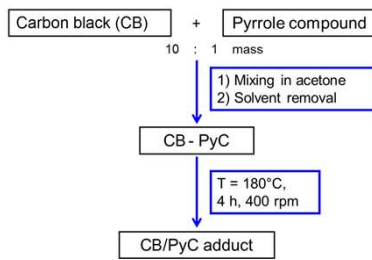 Carbon black (CB) + Pyrrole compound
10 : 1 mass
1) Mixing in acetone
2) Solvent removal
CB - PyC
T = 180°C,
4 h, 400 rpm
CB/PyC adduct